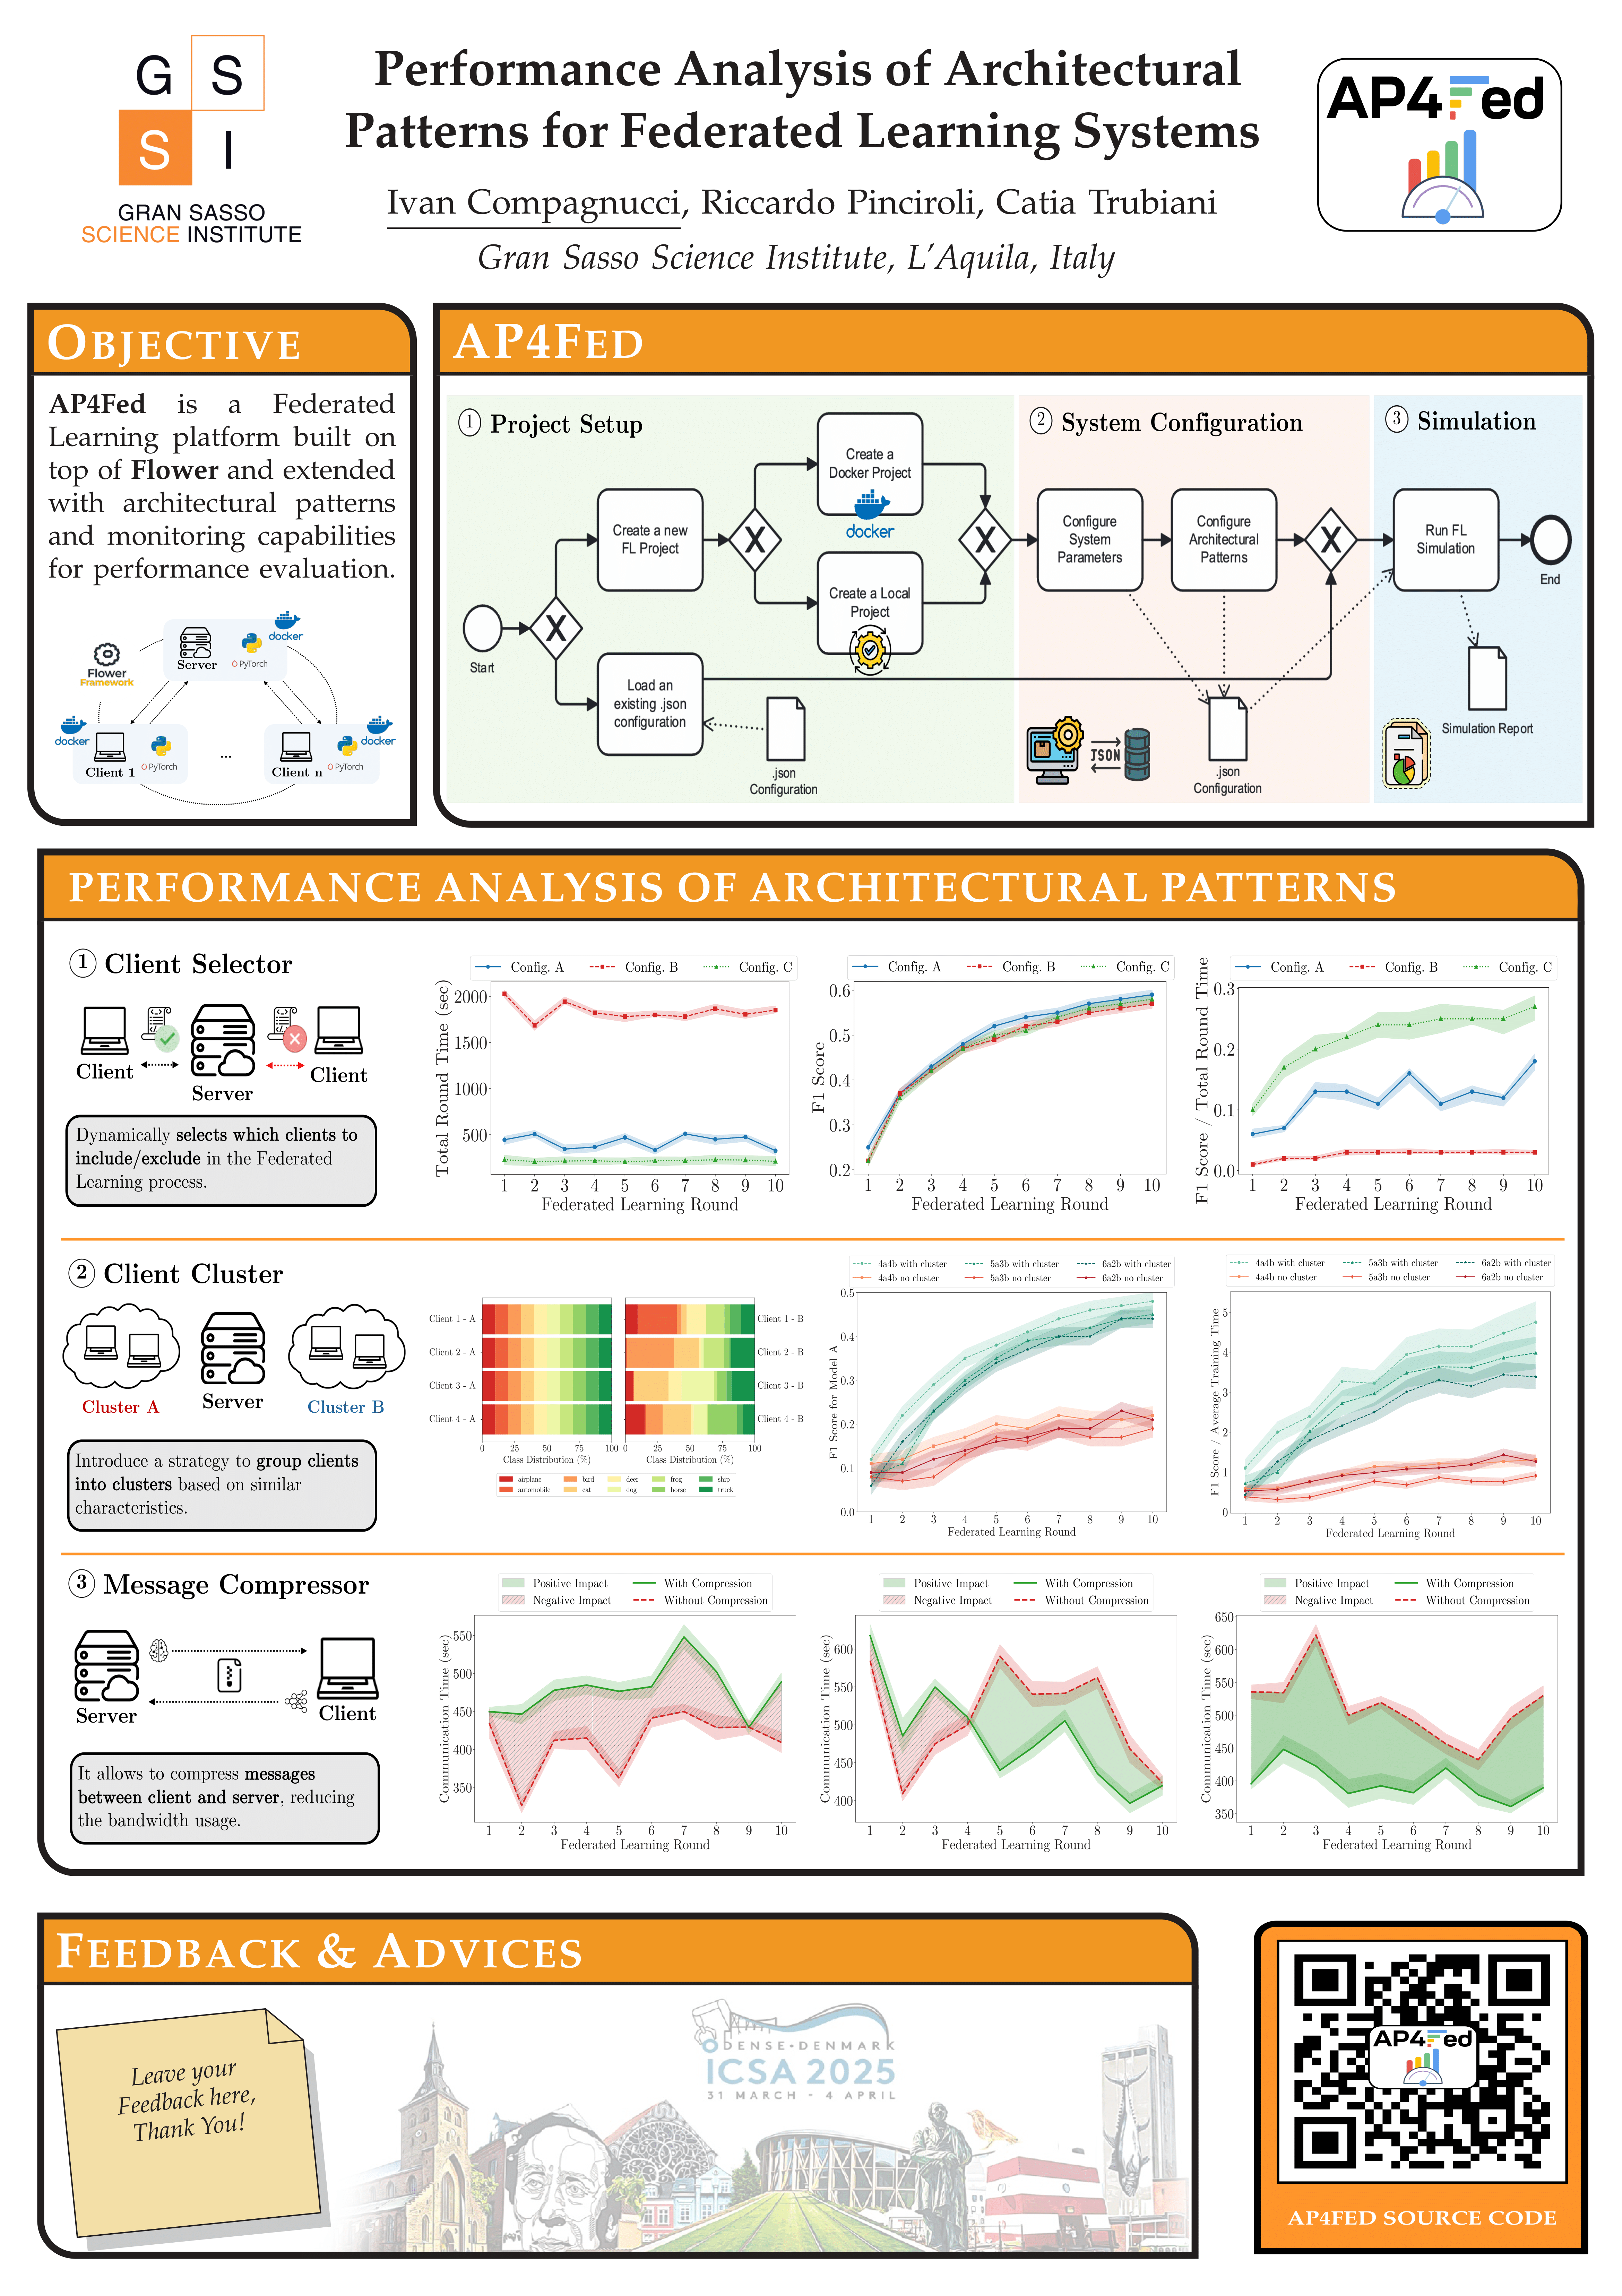 G S
S I
GRAN SASSO
SCIENCE INSTITUTE
Performance Analysis of Architectural
Patterns for Federated Learning Systems
Ivan Compagnucci, Riccardo Pinciroli, Catia Trubiani
Gran Sasso Science Institute, L'Aquila, Italy
AP4Fed
OBJECTIVE
AP4Fed is a Federated
Learning platform built on
top of Flower and extended
with architectural patterns
and monitoring capabilities
for performance evaluation.
docker
Server
PyTorch
Flower
Framework
docker
Client 1
PyTorch
...
Client n
PyTorch
docker
AP4FED
1 Project Setup
Start
X
Create a new
FL Project
Load an
existing .json
configuration
X
Create a
Docker Project
docker
Create a Local
Project
X
.json
Configuration
2 System Configuration
Configure
System
Parameters
Configure
Architectural
Patterns
X
JSON
.json
Configuration
3 Simulation
Run FL
Simulation
End
Simulation Report
PERFORMANCE ANALYSIS OF ARCHITECTURAL PATTERNS
1 Client Selector
Client
Server
Client
Dynamically selects which clients to
include/exclude in the Federated
Learning process.
Config. A Config. B Config. C
Total Round Time (sec)
2000
1500
1000
500
1 2 3 4 5 6 7 8 9 10
Federated Learning Round
Config. A Config. B Config. C
F1 Score
0.6
0.5
0.4
0.3
0.2
1 2 3 4 5 6 7 8 9 10
Federated Learning Round
Config. A Config. B Config. C
F1 Score / Total Round Time
0.3
0.2
0.1
0.0
1 2 3 4 5 6 7 8 9 10
Federated Learning Round
2 Client Cluster
Cluster A
Server
Cluster B
Introduce a strategy to group clients
into clusters based on similar
characteristics.
Client 1 - A
Client 2 - A
Client 3 - A
Client 4 - A
Client 1 - B
Client 2 - B
Client 3 - B
Client 4 - B
0 25 50 75 100
0 25 50 75 100
Class Distribution (%)
Class Distribution (%)
airplane bird deer frog ship
automobile cat dog horse truck
4a4b with cluster 5a3b with cluster 6a2b with cluster
4a4b no cluster 5a3b no cluster 6a2b no cluster
F1 Score for Model A
0.5
0.4
0.3
0.2
0.1
0.0
1 2 3 4 5 6 7 8 9 10
Federated Learning Round
4a4b with cluster 5a3b with cluster 6a2b with cluster
4a4b no cluster 5a3b no cluster 6a2b no cluster
F1 Score / Average Training Time
5
4
3
2
1
0
1 2 3 4 5 6 7 8 9 10
Federated Learning Round
3 Message Compressor
Server
Client
It allows to compress messages
between client and server, reducing
the bandwidth usage.
Positive Impact With Compression
Negative Impact Without Compression
Communication Time (sec)
550
500
450
400
350
1 2 3 4 5 6 7 8 9 10
Federated Learning Round
Positive Impact With Compression
Negative Impact Without Compression
Communication Time (sec)
600
550
500
450
400
1 2 3 4 5 6 7 8 9 10
Federated Learning Round
Positive Impact With Compression
Negative Impact Without Compression
Communication Time (sec)
650
600
550
500
450
400
350
1 2 3 4 5 6 7 8 9 10
Federated Learning Round
FEEDBACK & ADVICES
Leave your
Feedback here,
Thank You!
ODENSE·DENMARK
ICSA 2025
31 MARCH - 4 APRIL
AP4Fed
AP4FED SOURCE CODE